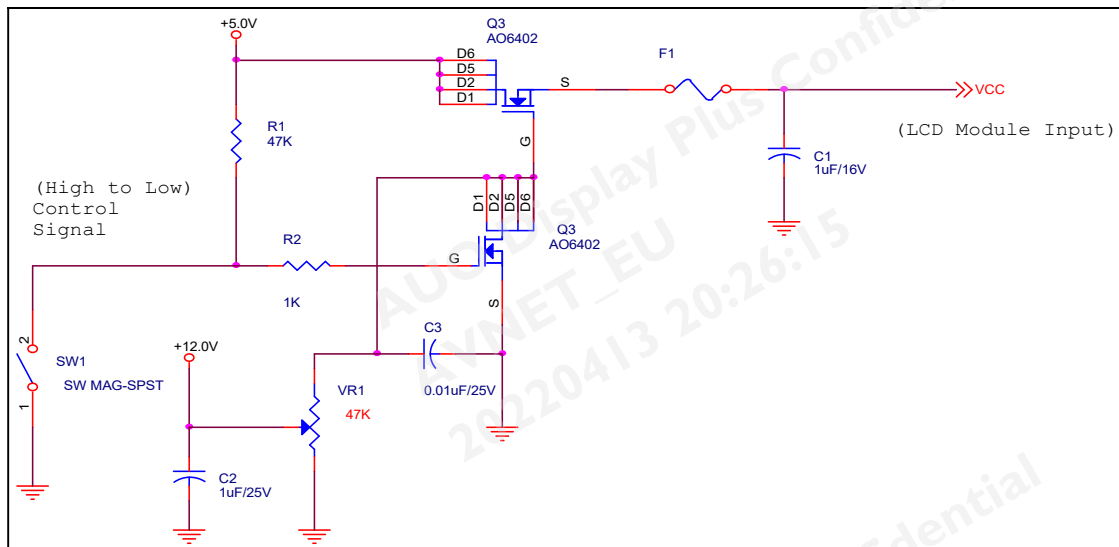 +5.0V
Q3
AO6402
D6
D5
D2
D1
S
G
F1
VCC
(LCD Module Input)
C1
1uF/16V
R1
47K
(High to Low)
Control
Signal
R2
1K
G
D1
D2
D5
D6
Q3
AO6402
S
2
1
SW1
SW MAG-SPST
+12.0V
C3
0.01uF/25V
VR1
47K
C2
1uF/25V
AUO Display Plus Confidential
AVNET_EU
20220413 20:26:15